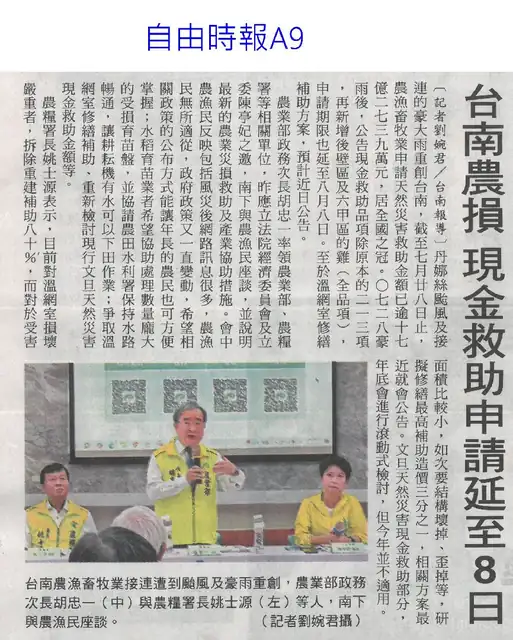 自由時報A9
台南農損 現金救助申請延至8日
〔記者劉婉君／台南報導〕丹娜絲颱風及接
連的豪大雨重創台南，截至七月廿八日止，
農漁畜牧業申請天然災害救助金額已逾十七
億二七三九萬元，居全國之冠。○七二八豪
雨後，公告現金救助品項除原本的二一三項
，再新增後壁區及六甲區的雞（全品項），
申請期限也延至八月八日。至於溫網室修繕
補助方案，預計近日公告。
農業部政務次長胡忠一率領農業部、農糧
署等相關單位，昨應立法院經濟委員會及立
委陳亭妃之邀，南下與農漁民座談，並說明
最新的農業災損救助及產業協助措施。會中
農漁民反映包括風災後網路訊息很多，農漁
民無所適從，政府政策又一直變動，希望相
關政策的公布方式能讓年長的農民也可方便
掌握；水稻育苗業者希望協助處理數量龐大
的受損育苗盤，並協請農田水利署保持水路
暢通，讓耕耘機有水可以下田作業；爭取溫
網室修繕補助、重新檢討現行文旦天然災害
現金救助金額等。
農糧署長姚士源表示，目前對溫網室損壞
嚴重者，拆除重建補助八十％，而對於受害
面積比較小，如次要結構壞掉、歪掉等，研
擬修繕最高補助造價三分之一，相關方案最
近就會公告。文旦天然災害現金救助部分，
年底會進行滾動式檢討，但今年並不適用。
台南農漁畜牧業接連遭到颱風及豪雨重創，農業部政務
次長胡忠一（中）與農糧署長姚士源（左）等人，南下
與農漁民座談。（記者劉婉君攝）